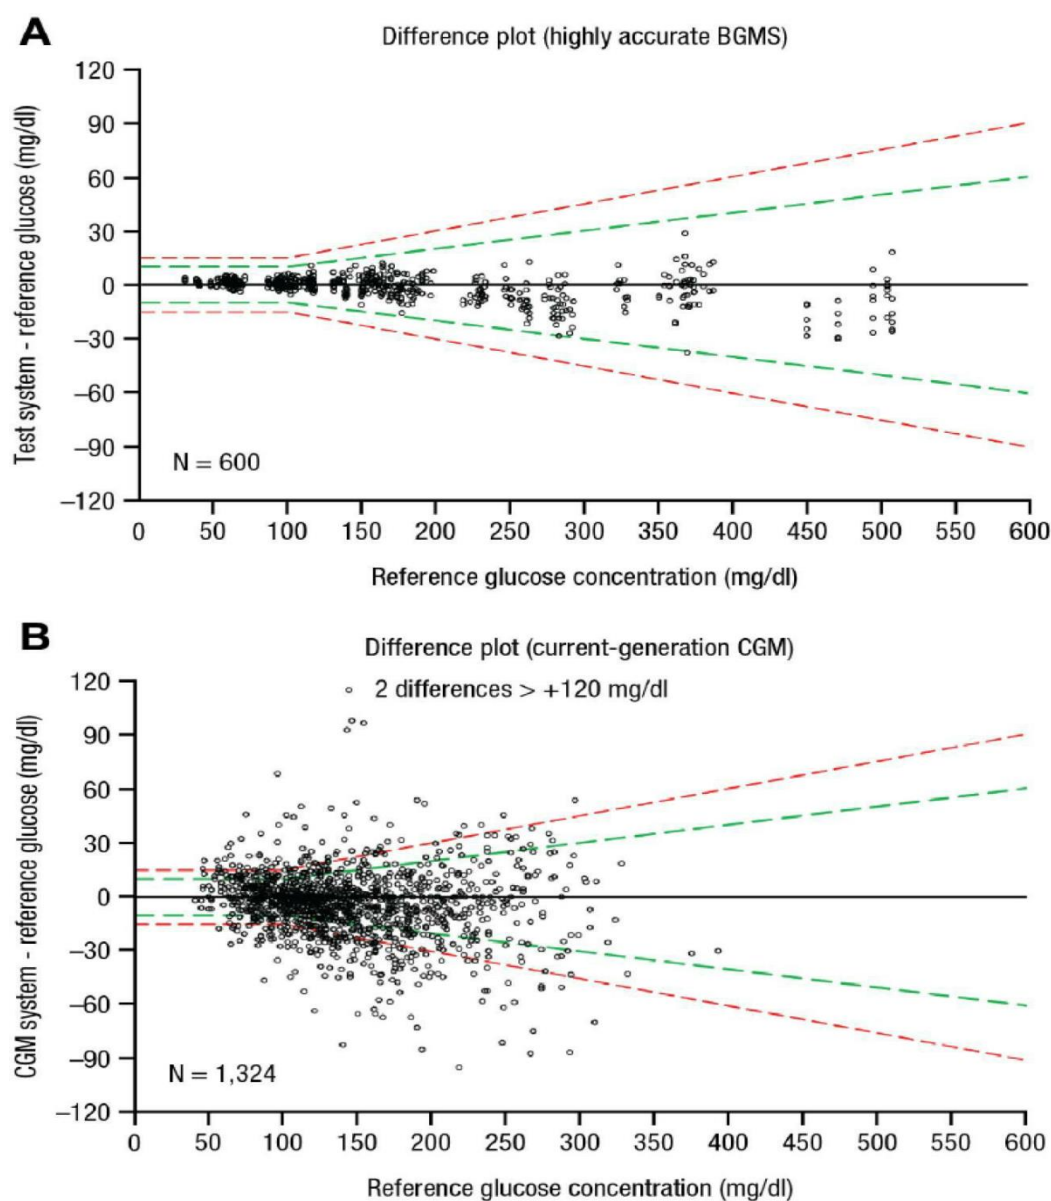 A
Difference plot (highly accurate BGMS)
Test system - reference glucose (mg/dl)
120
90
60
30
0
−30
−60
−90
−120
N = 600
0 50 100 150 200 250 300 350 400 450 500 550 600
Reference glucose concentration (mg/dl)
B
Difference plot (current-generation CGM)
CGM system - reference glucose (mg/dl)
2 differences > +120 mg/dl
120
90
60
30
0
−30
−60
−90
−120
N = 1,324
0 50 100 150 200 250 300 350 400 450 500 550 600
Reference glucose concentration (mg/dl)